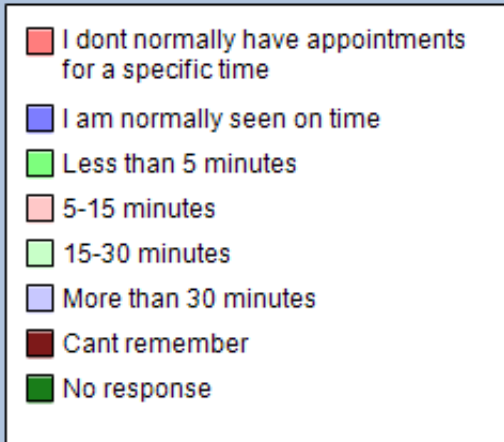 I dont normally have appointments
for a specific time
I am normally seen on time
Less than 5 minutes
5-15 minutes
15-30 minutes
More than 30 minutes
Cant remember
No response